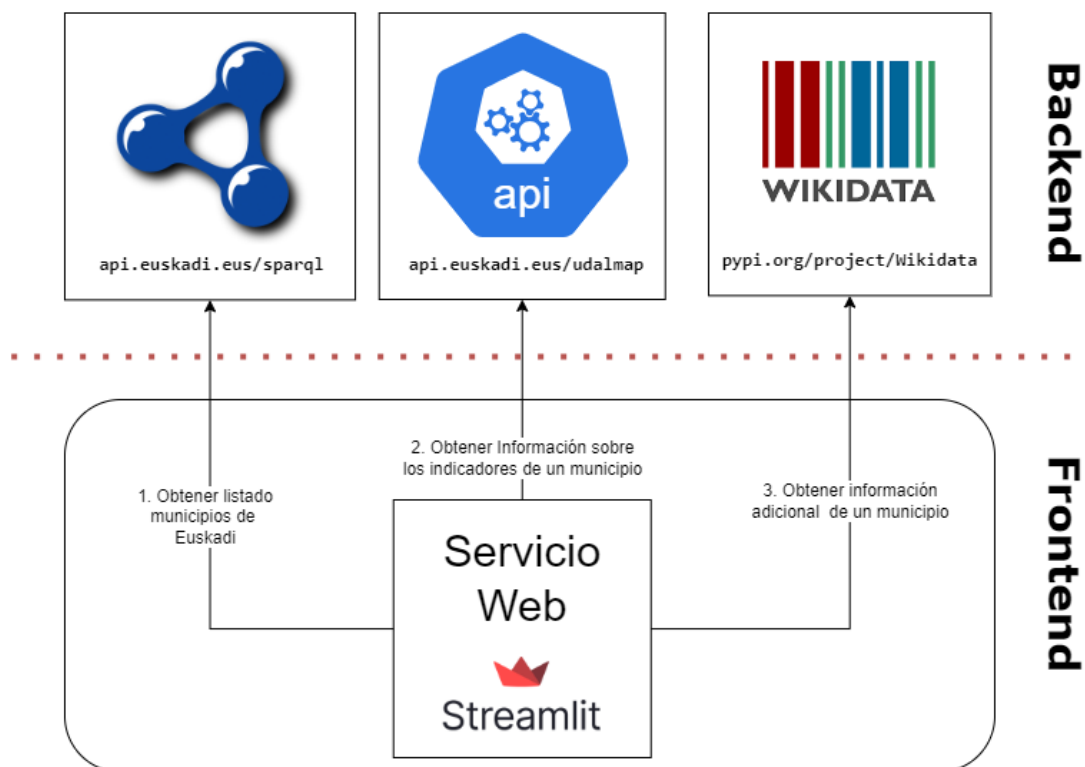 api
WIKIDATA
api.euskadi.eus/sparql
api.euskadi.eus/udalmap
pypi.org/project/Wikidata
Backend
2. Obtener Información sobre
los indicadores de un municipio
1. Obtener listado
municipios de
Euskadi
3. Obtener información
adicional de un municipio
Servicio
Web
Streamlit
Frontend